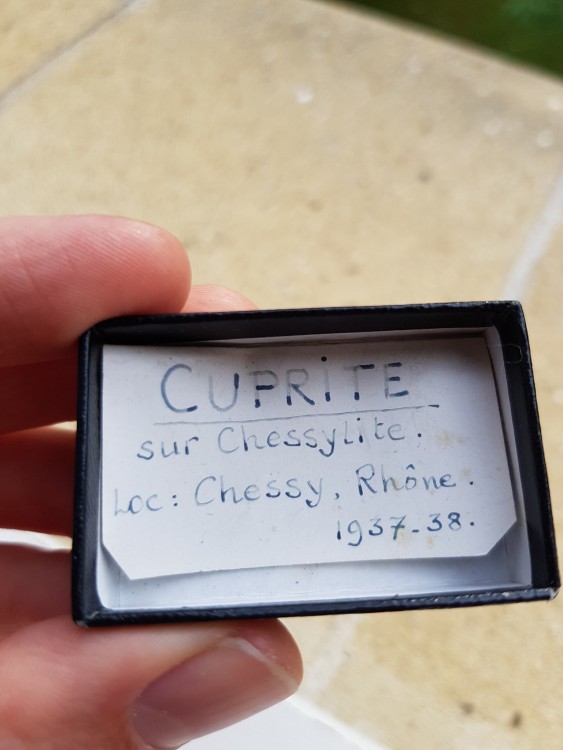 CUPRiTE
sur Chessylite.
Loc: Chessy, Rhône.
1937-38.